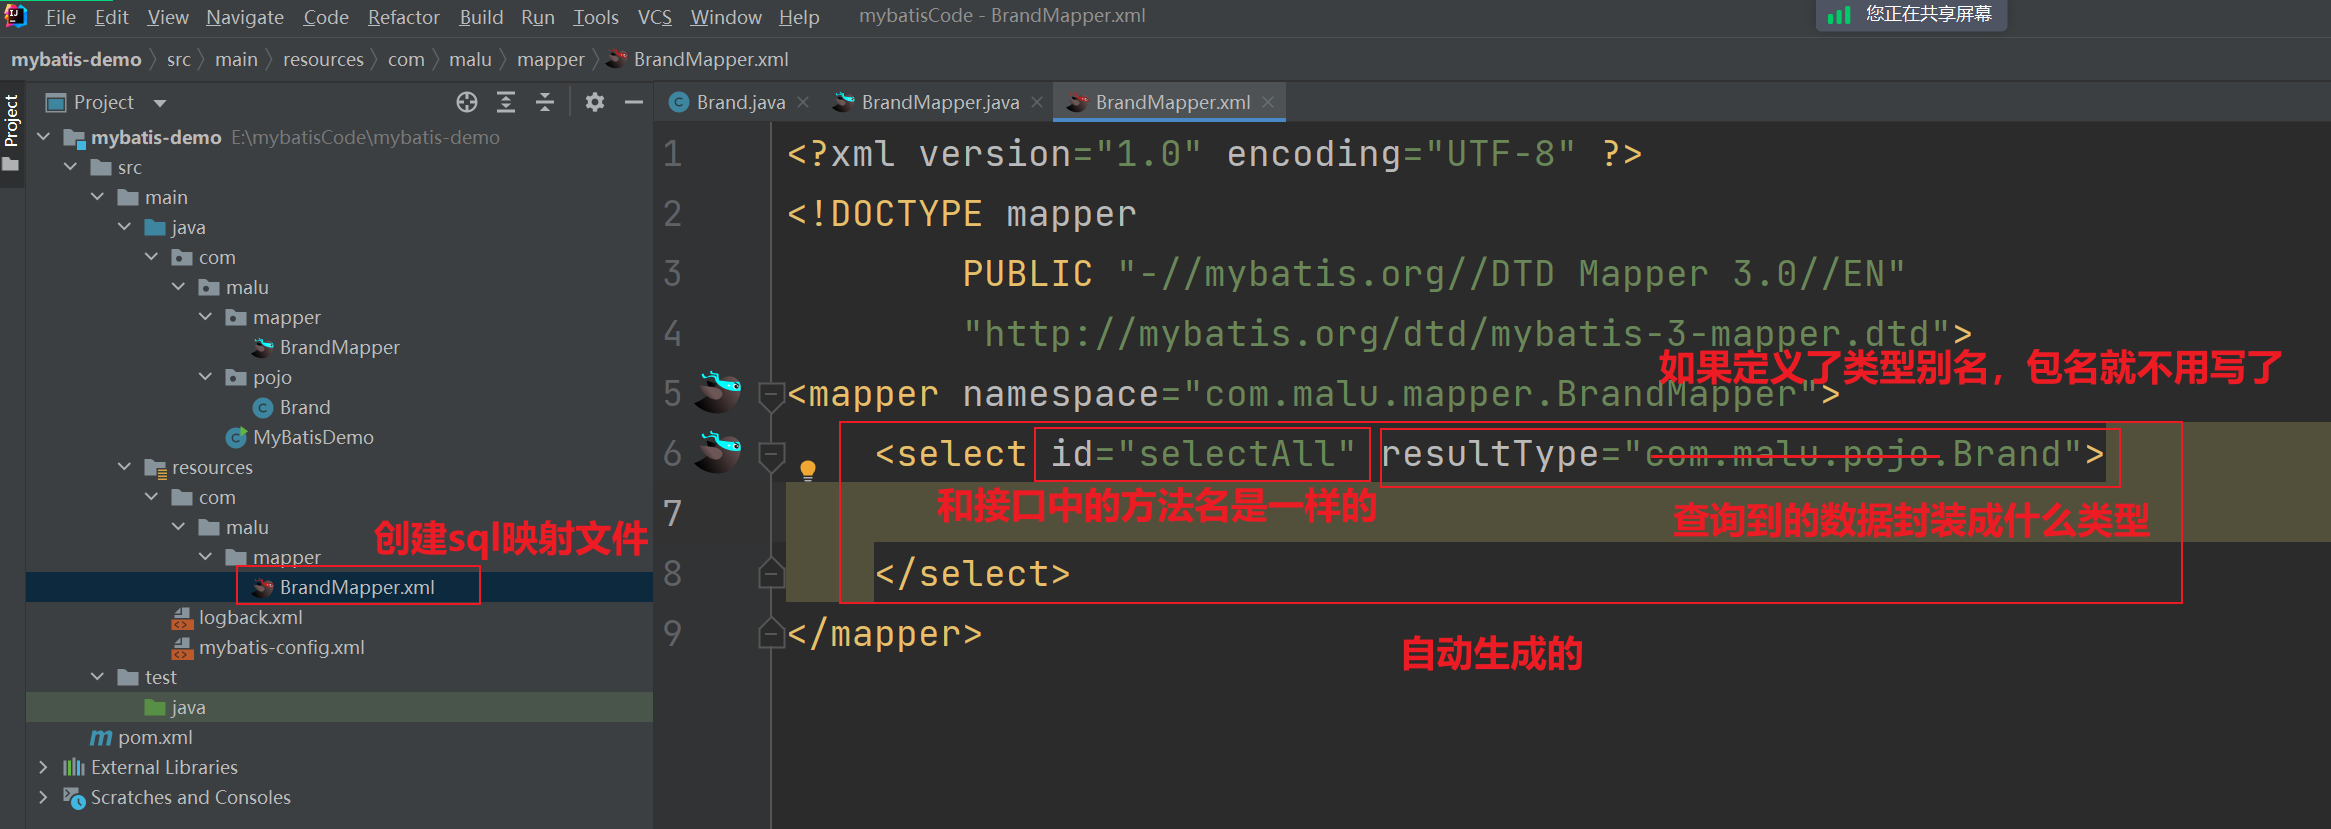 File Edit View Navigate Code Refactor Build Run Tools VCS Window Help mybatisCode - BrandMapper.xml 您正在共享屏幕
mybatis-demo src main resources com malu mapper BrandMapper.xml
Project
Project
Brand.java BrandMapper.java BrandMapper.xml
mybatis-demo E:\mybatisCode\mybatis-demo
src
main
java
com
malu
mapper
BrandMapper
pojo
Brand
MyBatisDemo
resources
com
malu
mapper
创建sql映射文件
BrandMapper.xml
logback.xml
mybatis-config.xml
test
java
pom.xml
External Libraries
Scratches and Consoles
1 <?xml version="1.0" encoding="UTF-8" ?>
2 <!DOCTYPE mapper
3 PUBLIC "-//mybatis.org//DTD Mapper 3.0//EN"
4 "http://mybatis.org/dtd/mybatis-3-mapper.dtd">
如果定义了类型别名，包名就不用写了
5 <mapper namespace="com.malu.mapper.BrandMapper">
6 <select id="selectAll" resultType="com.malu.pojo.Brand">
7
和接口中的方法名是一样的
查询到的数据封装成什么类型
8 </select>
9 </mapper>
自动生成的